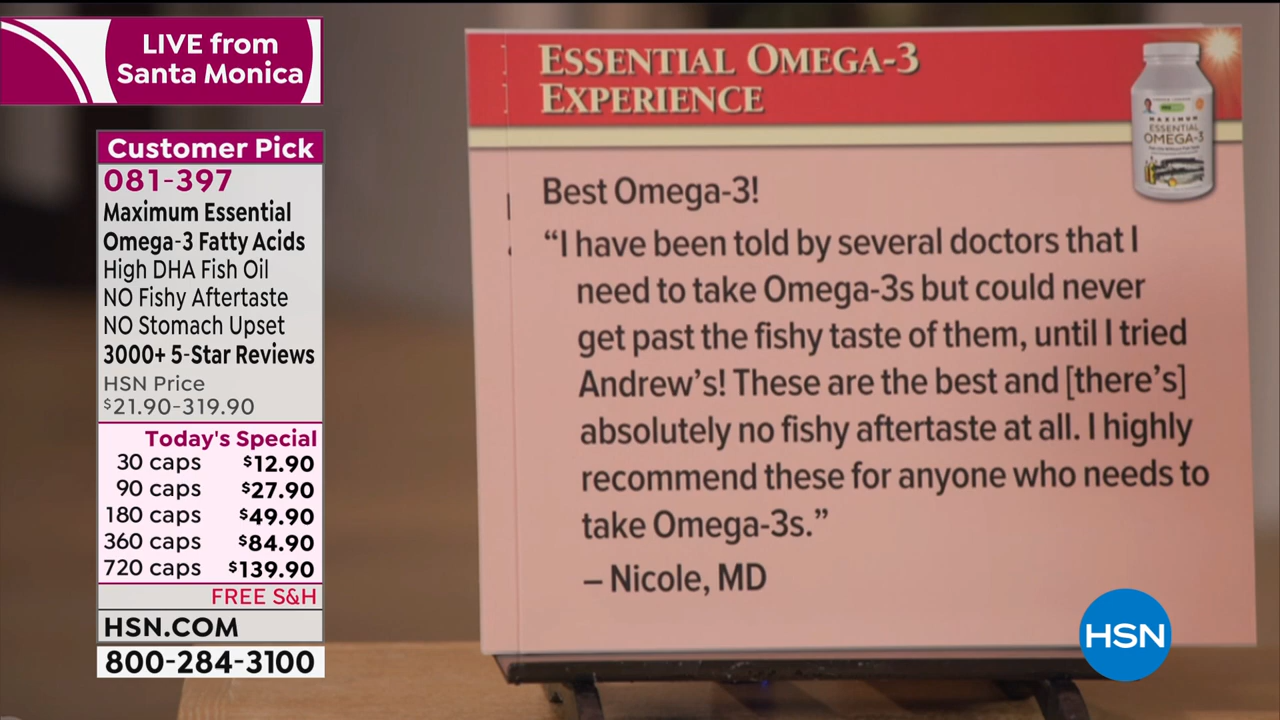 LIVE from
Santa Monica
Customer Pick
081-397
Maximum Essential
Omega-3 Fatty Acids
High DHA Fish Oil
NO Fishy Aftertaste
NO Stomach Upset
3000+ 5-Star Reviews
HSN Price
$21.90-319.90
Today's Special
30 caps $12.90
90 caps $27.90
180 caps $49.90
360 caps $84.90
720 caps $139.90
FREE S&H
HSN.COM
800-284-3100
ESSENTIAL OMEGA-3
EXPERIENCE
MAXIMUM
ESSENTIAL
OMEGA-3
Best Omega-3!
“I have been told by several doctors that I
need to take Omega-3s but could never
get past the fishy taste of them, until I tried
Andrew’s! These are the best and [there’s]
absolutely no fishy aftertaste at all. I highly
recommend these for anyone who needs to
take Omega-3s.”
– Nicole, MD
HSN